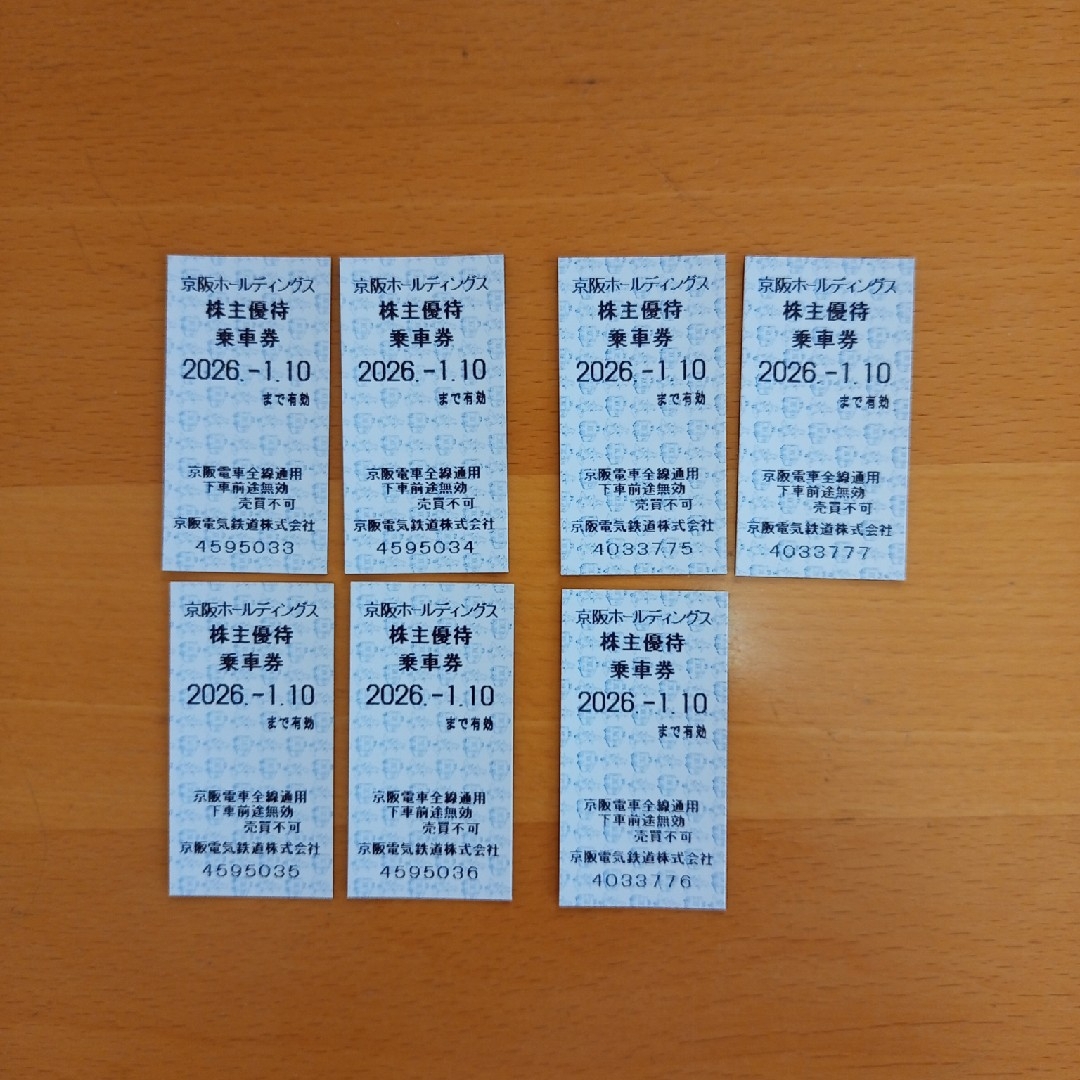 京阪ホールディングス
株主優待
乗車券
2026.-1.10
まで有効
京阪電車全線通用
下車前途無効
売買不可
京阪電気鉄道株式会社
4595033
京阪ホールディングス
株主優待
乗車券
2026.-1.10
まで有効
京阪電車全線通用
下車前途無効
売買不可
京阪電気鉄道株式会社
4595034
京阪ホールディングス
株主優待
乗車券
2026.-1.10
まで有効
京阪電車全線通用
下車前途無効
売買不可
京阪電気鉄道株式会社
4033775
京阪ホールディングス
株主優待
乗車券
2026.-1.10
まで有効
京阪電車全線通用
下車前途無効
売買不可
京阪電気鉄道株式会社
4033777
京阪ホールディングス
株主優待
乗車券
2026.-1.10
まで有効
京阪電車全線通用
下車前途無効
売買不可
京阪電気鉄道株式会社
4595035
京阪ホールディングス
株主優待
乗車券
2026.-1.10
まで有効
京阪電車全線通用
下車前途無効
売買不可
京阪電気鉄道株式会社
4595036
京阪ホールディングス
株主優待
乗車券
2026.-1.10
まで有効
京阪電車全線通用
下車前途無効
売買不可
京阪電気鉄道株式会社
4033776